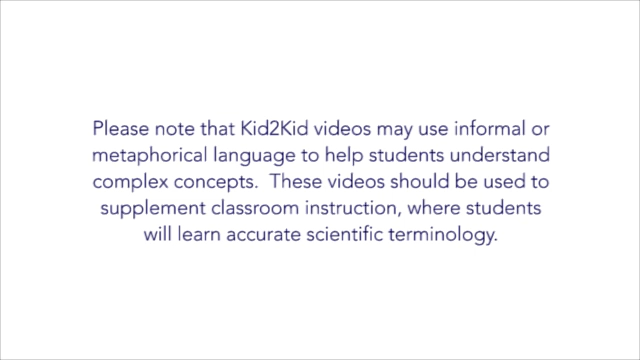 Please note that Kid2Kid videos may use informal or
metaphorical language to help students understand
complex concepts.  These videos should be used to
supplement classroom instruction, where students
will learn accurate scientific terminology.